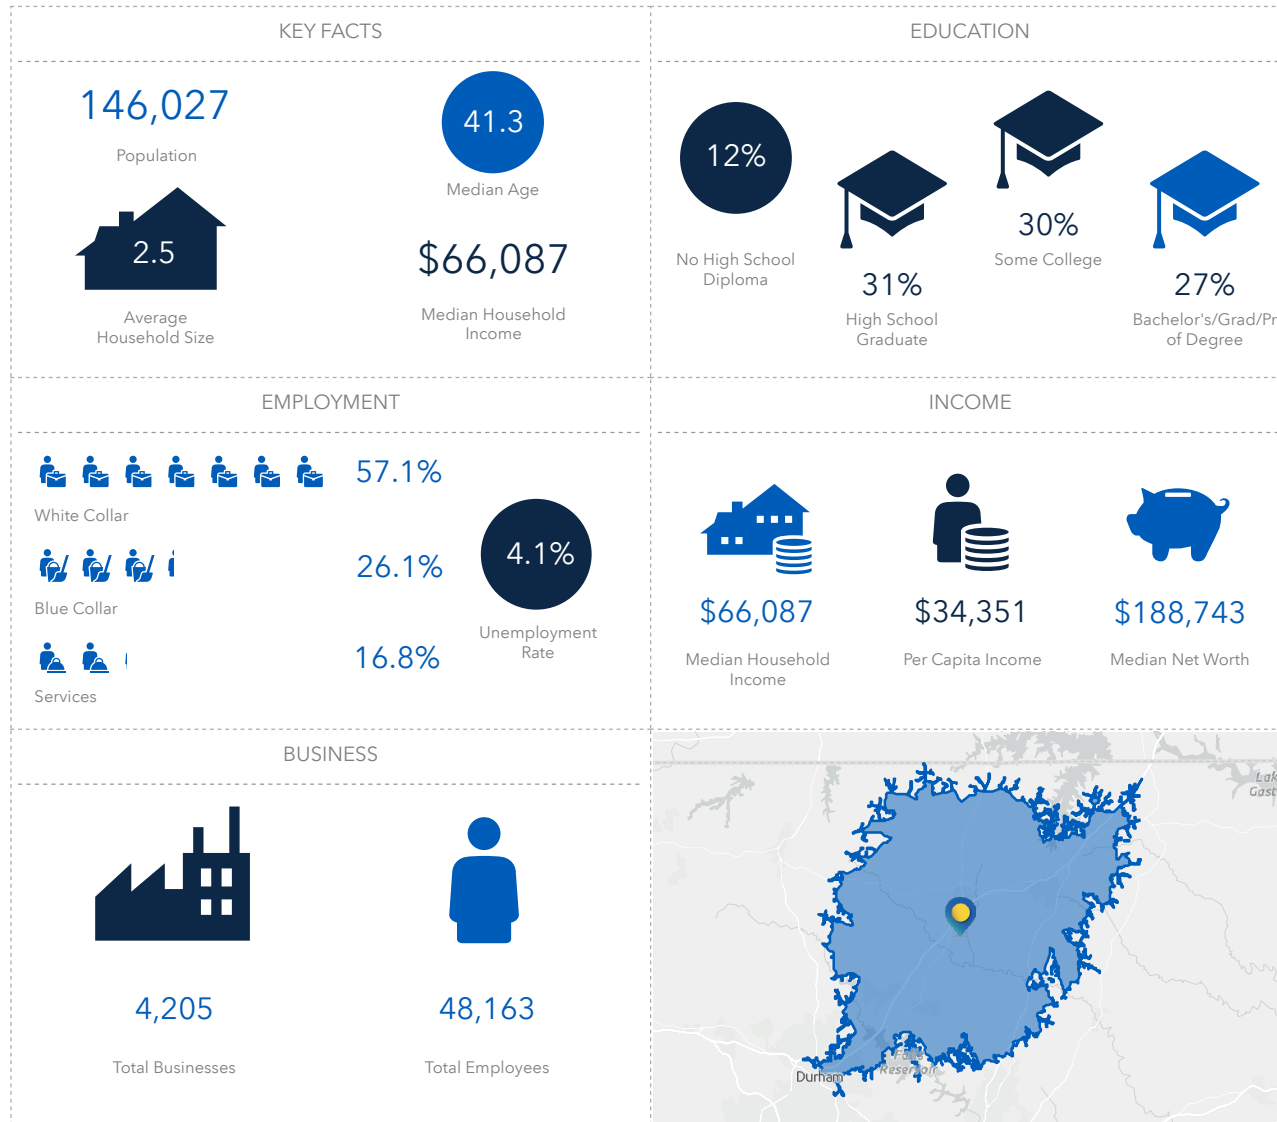 KEY FACTS
146,027
Population
41.3
Median Age
2.5
Average
Household Size
$66,087
Median Household
Income
EDUCATION
12%
No High School
Diploma
31%
High School
Graduate
30%
Some College
27%
Bachelor's/Grad/Pr
of Degree
EMPLOYMENT
57.1%
White Collar
26.1%
Blue Collar
16.8%
Services
4.1%
Unemployment
Rate
INCOME
$66,087
Median Household
Income
$34,351
Per Capita Income
$188,743
Median Net Worth
BUSINESS
4,205
Total Businesses
48,163
Total Employees
Lak
Gast
Falls
Reservoir
Durham